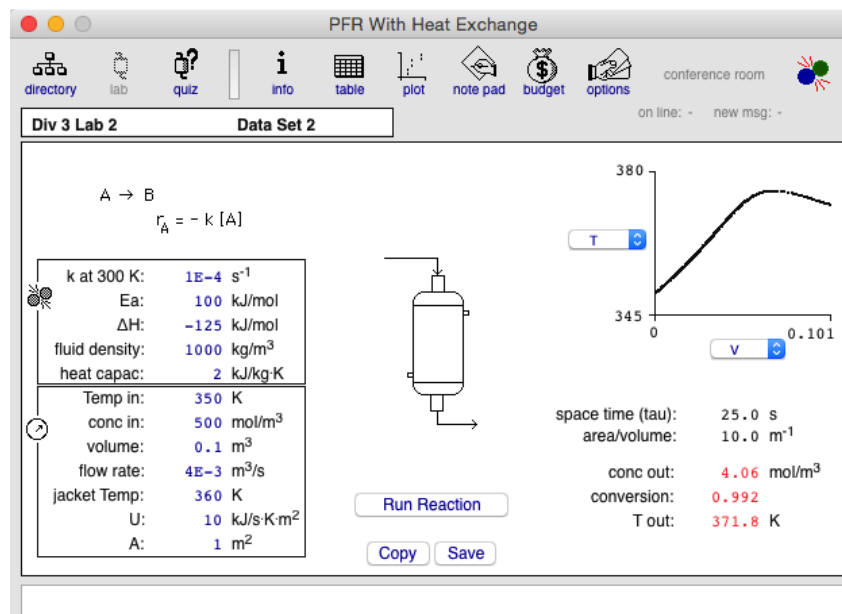 PFR With Heat Exchange
directory lab quiz info table plot note pad budget options conference room
on line: - new msg: -
Div 3 Lab 2 Data Set 2
A → B
r_A = - k [A]
k at 300 K: 1E-4 s⁻¹
Ea: 100 kJ/mol
ΔH: -125 kJ/mol
fluid density: 1000 kg/m³
heat capac: 2 kJ/kg·K
Temp in: 350 K
conc in: 500 mol/m³
volume: 0.1 m³
flow rate: 4E-3 m³/s
jacket Temp: 360 K
U: 10 kJ/s·K·m²
A: 1 m²
Run Reaction
Copy Save
380
T
345
0 0.101
V
space time (tau): 25.0 s
area/volume: 10.0 m⁻¹
conc out: 4.06 mol/m³
conversion: 0.992
T out: 371.8 K